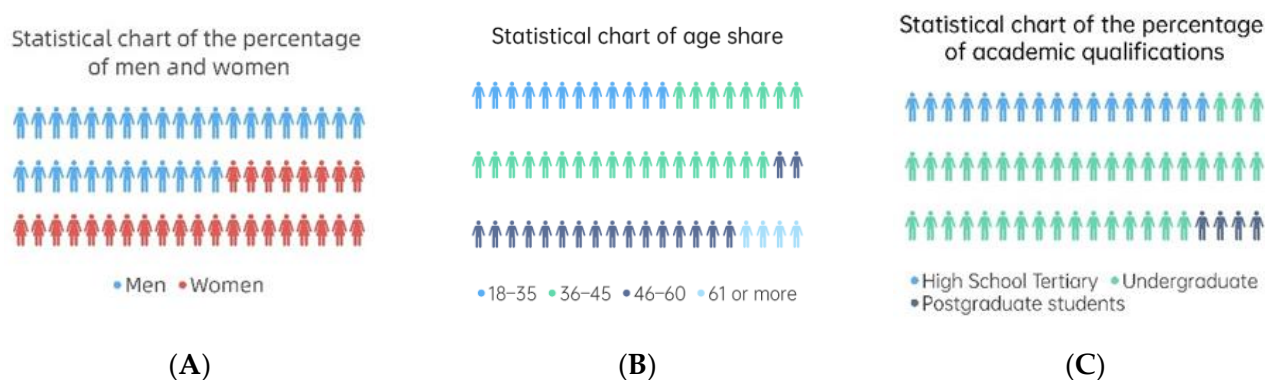 Statistical chart of the percentage
of men and women
Men Women
(A)
Statistical chart of age share
18–35 36–45 46–60 61 or more
(B)
Statistical chart of the percentage
of academic qualifications
High School Tertiary Undergraduate
Postgraduate students
(C)